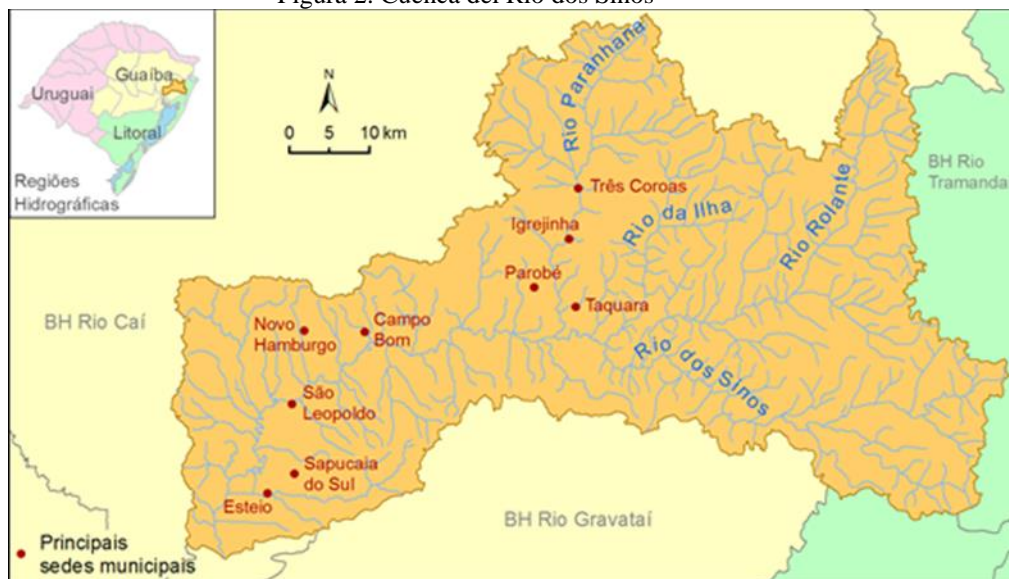 Figura 2. Cuenca del Rio dos Sinos
Uruguai
Guaíba
Litoral
Regiões
Hidrográficas
N
0 5 10 km
Rio Paranhana
Três Coroas
Rio da Ilha
Rio Rolante
BH Rio
Tramandaí
Igrejinha
Parobé
Taquara
BH Rio Caí
Novo
Hamburgo
Campo
Bom
Rio dos Sinos
São
Leopoldo
Sapucaia
do Sul
Esteio
BH Rio Gravataí
Principais
sedes municipais